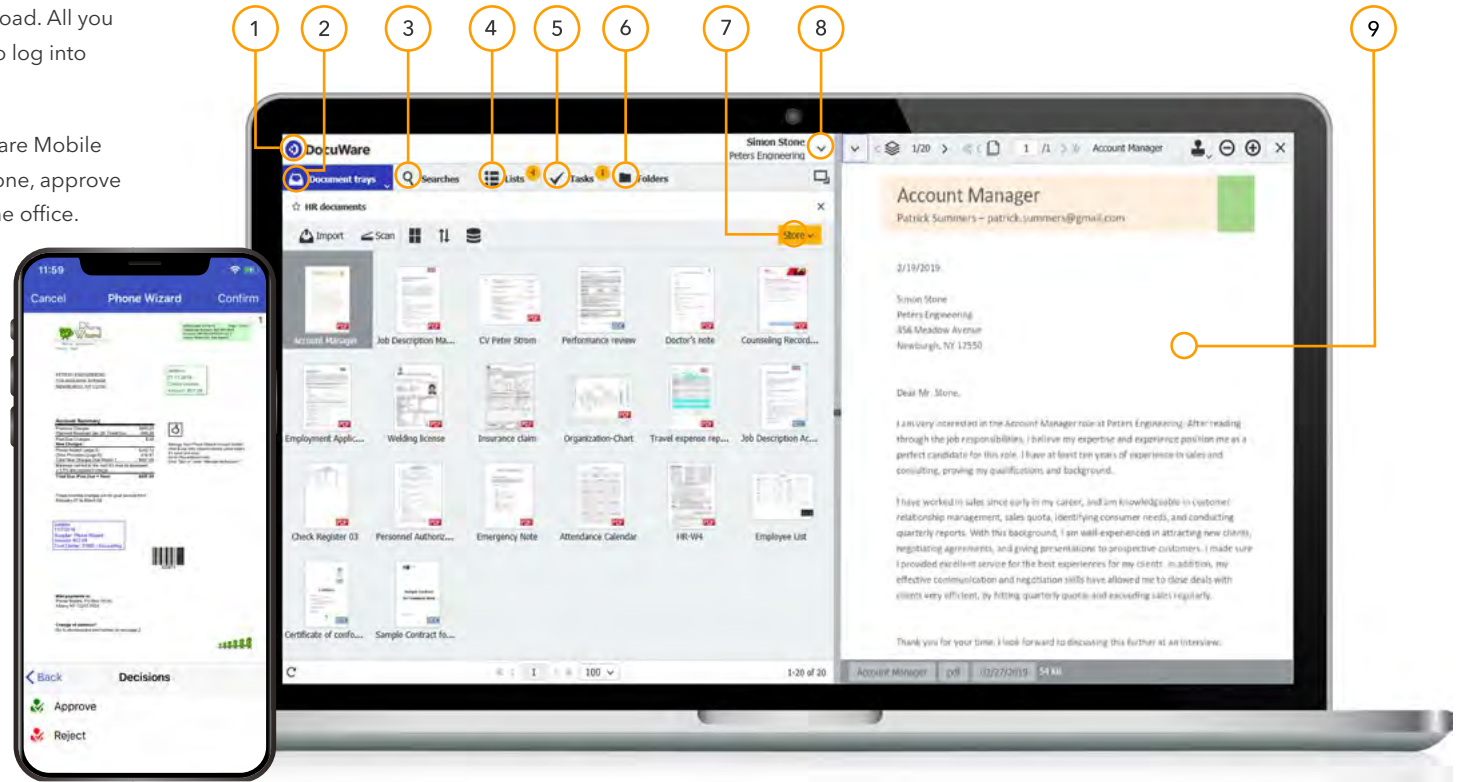 oad. All you
o log into
are Mobile
one, approve
ne office.
1
2
3
4
5
6
7
8
9
DocuWare
Simon Stone
Peters Engineering
Document trays
Searches
Lists 4
Tasks 1
Folders
HR documents
Import
Scan
Store
Account Manager
Job Description Ma...
CV Peter Strom
Performance review
Doctor's note
Counseling Record...
Employment Applic...
Welding license
Insurance claim
Organization-Chart
Travel expense rep...
Job Description Ac...
Check Register 03
Personnel Authoriz...
Emergency Note
Attendance Calendar
HR-W4
Employee List
Certificate of confo...
Sample Contract fo...
1
100
1-20 of 20
1/20
1 /1
Account Manager
Account Manager
Patrick Summers – patrick.summers@gmail.com
2/19/2019
Simon Stone
Peters Engineering
356 Meadow Avenue
Newburgh, NY 12550
Dear Mr. Stone,
I am very interested in the Account Manager role at Peters Engineering. After reading
through the job responsibilities, I believe my expertise and experience position me as a
perfect candidate for this role. I have at least ten years of experience in sales and
consulting, proving my qualifications and background.
I have worked in sales since early in my career, and am knowledgeable in customer
relationship management, sales quota, identifying consumer needs, and conducting
quarterly reports. With this background, I am well-experienced in attracting new clients,
negotiating agreements, and giving presentations to prospective customers. I made sure
I provided excellent service for the best experiences for my clients. In addition, my
effective communication and negotiation skills have allowed me to close deals with
clients very efficient, by hitting quarterly quotas and exceeding sales regularly.
Thank you for your time. I look forward to discussing this further at an interview.
Account Manager
pdf
02/27/2019
54 KB
11:59
Cancel
Phone Wizard
Confirm
1
Account Summary
Back
Decisions
Approve
Reject